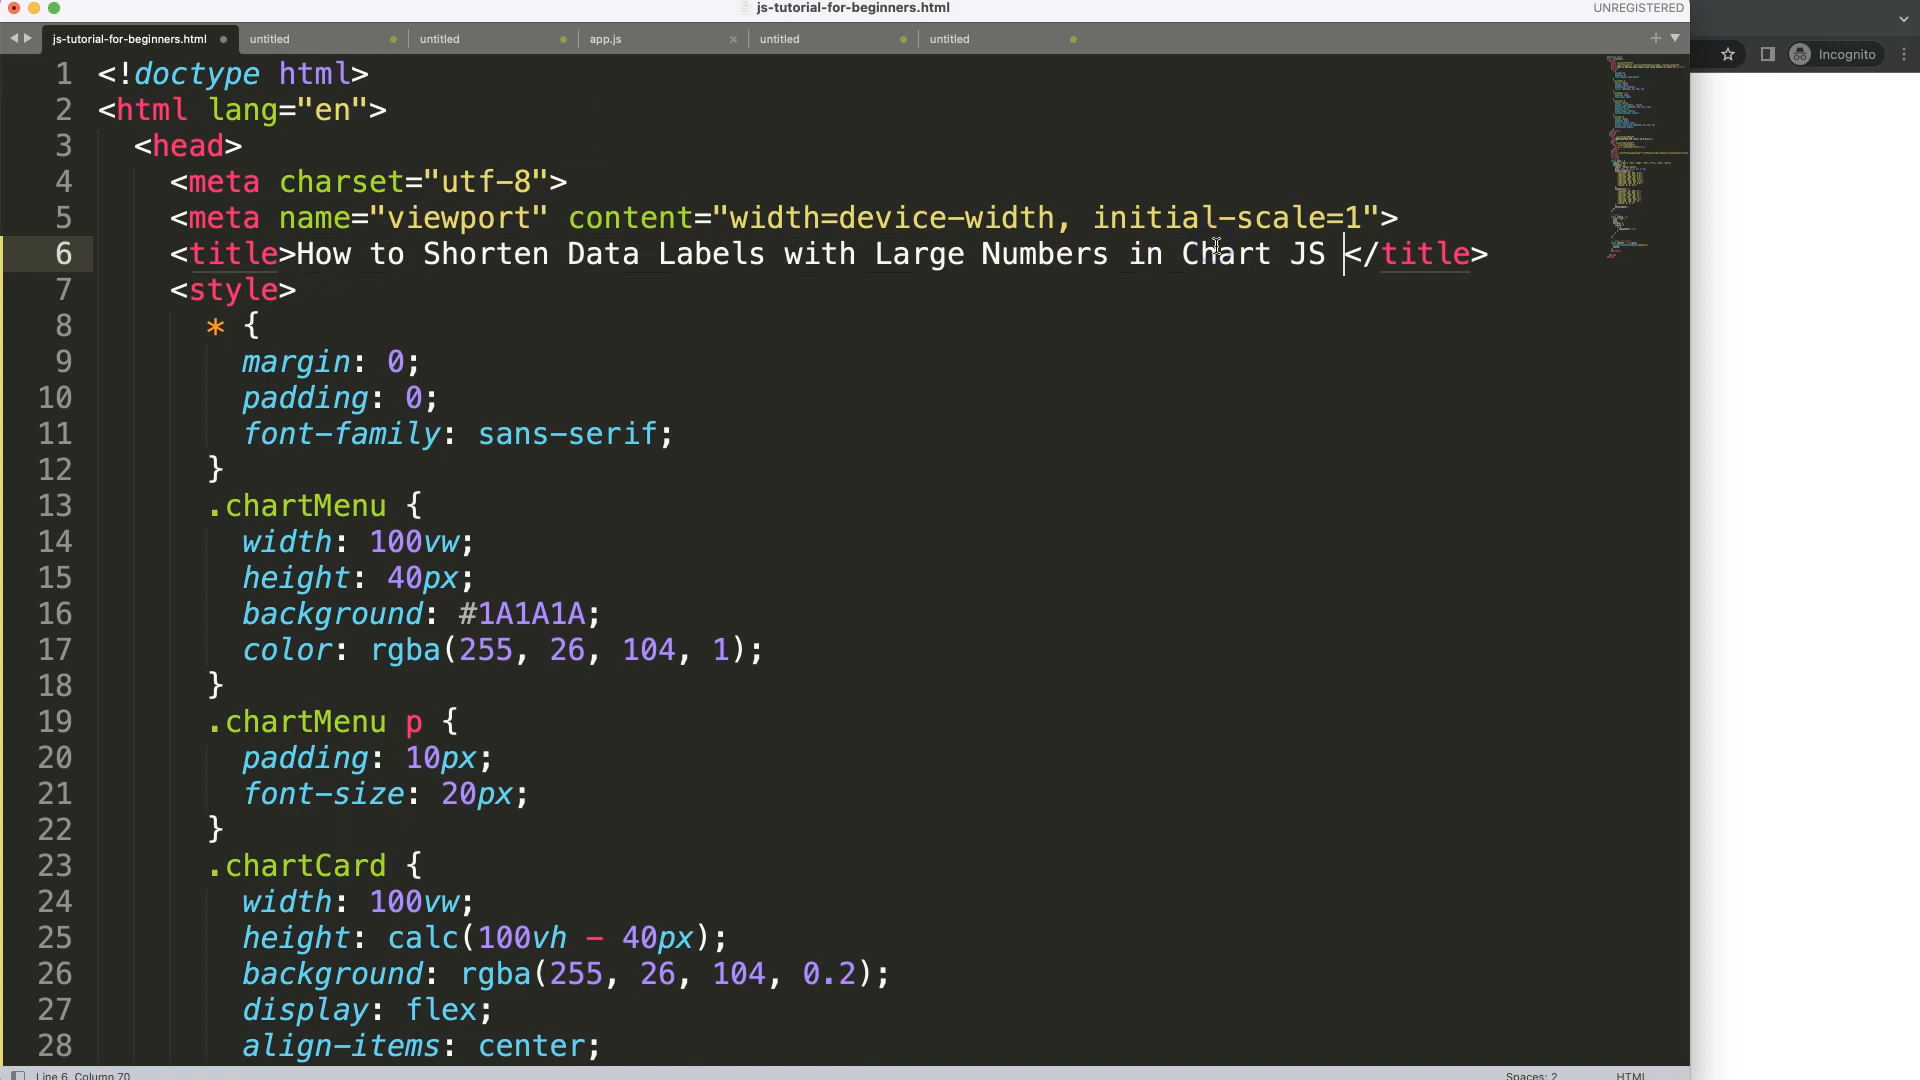 js-tutorial-for-beginners.html
UNREGISTERED
js-tutorial-for-beginners.html untitled untitled app.js untitled untitled
Incognito
1 <!doctype html>
2 <html lang="en">
3 <head>
4 <meta charset="utf-8">
5 <meta name="viewport" content="width=device-width, initial-scale=1">
6 <title>How to Shorten Data Labels with Large Numbers in Chart JS </title>
7 <style>
8 * {
9 margin: 0;
10 padding: 0;
11 font-family: sans-serif;
12 }
13 .chartMenu {
14 width: 100vw;
15 height: 40px;
16 background: #1A1A1A;
17 color: rgba(255, 26, 104, 1);
18 }
19 .chartMenu p {
20 padding: 10px;
21 font-size: 20px;
22 }
23 .chartCard {
24 width: 100vw;
25 height: calc(100vh - 40px);
26 background: rgba(255, 26, 104, 0.2);
27 display: flex;
28 align-items: center;
Line 6, Column 70
Spaces: 2
HTML